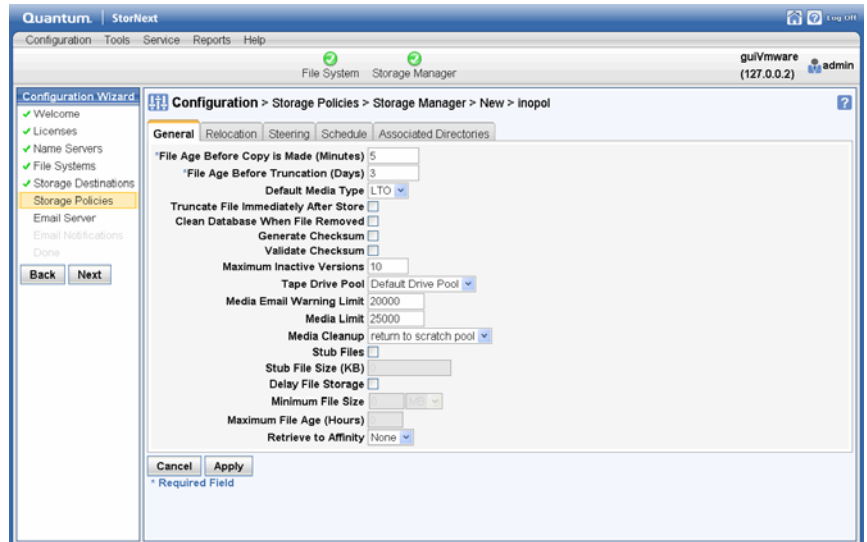 Quantum. StorNext
Log Off
Configuration Tools Service Reports Help
File System Storage Manager
guiVmware
(127.0.0.2)
admin
Configuration Wizard
Welcome
Licenses
Name Servers
File Systems
Storage Destinations
Storage Policies
Email Server
Email Notifications
Done
Back Next
Configuration > Storage Policies > Storage Manager > New > inopol
?
General Relocation Steering Schedule Associated Directories
*File Age Before Copy is Made (Minutes) 5
*File Age Before Truncation (Days) 3
Default Media Type LTO
Truncate File Immediately After Store
Clean Database When File Removed
Generate Checksum
Validate Checksum
Maximum Inactive Versions 10
Tape Drive Pool Default Drive Pool
Media Email Warning Limit 20000
Media Limit 25000
Media Cleanup return to scratch pool
Stub Files
Stub File Size (KB) 0
Delay File Storage
Minimum File Size 0 MB
Maximum File Age (Hours) 0
Retrieve to Affinity None
Cancel Apply
* Required Field